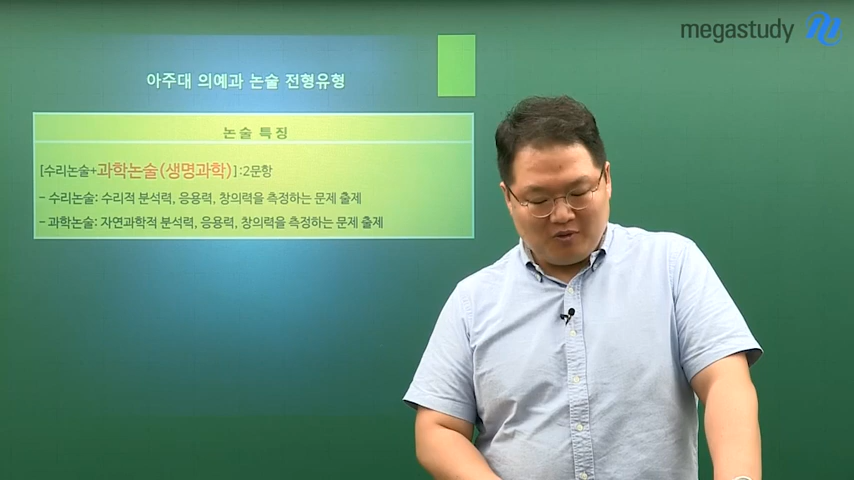 megastudy
아주대 의예과 논술 전형유형
논술 특징
[수리논술+과학논술(생명과학)]:2문항
- 수리논술: 수리적 분석력, 응용력, 창의력을 측정하는 문제 출제
- 과학논술: 자연과학적 분석력, 응용력, 창의력을 측정하는 문제 출제